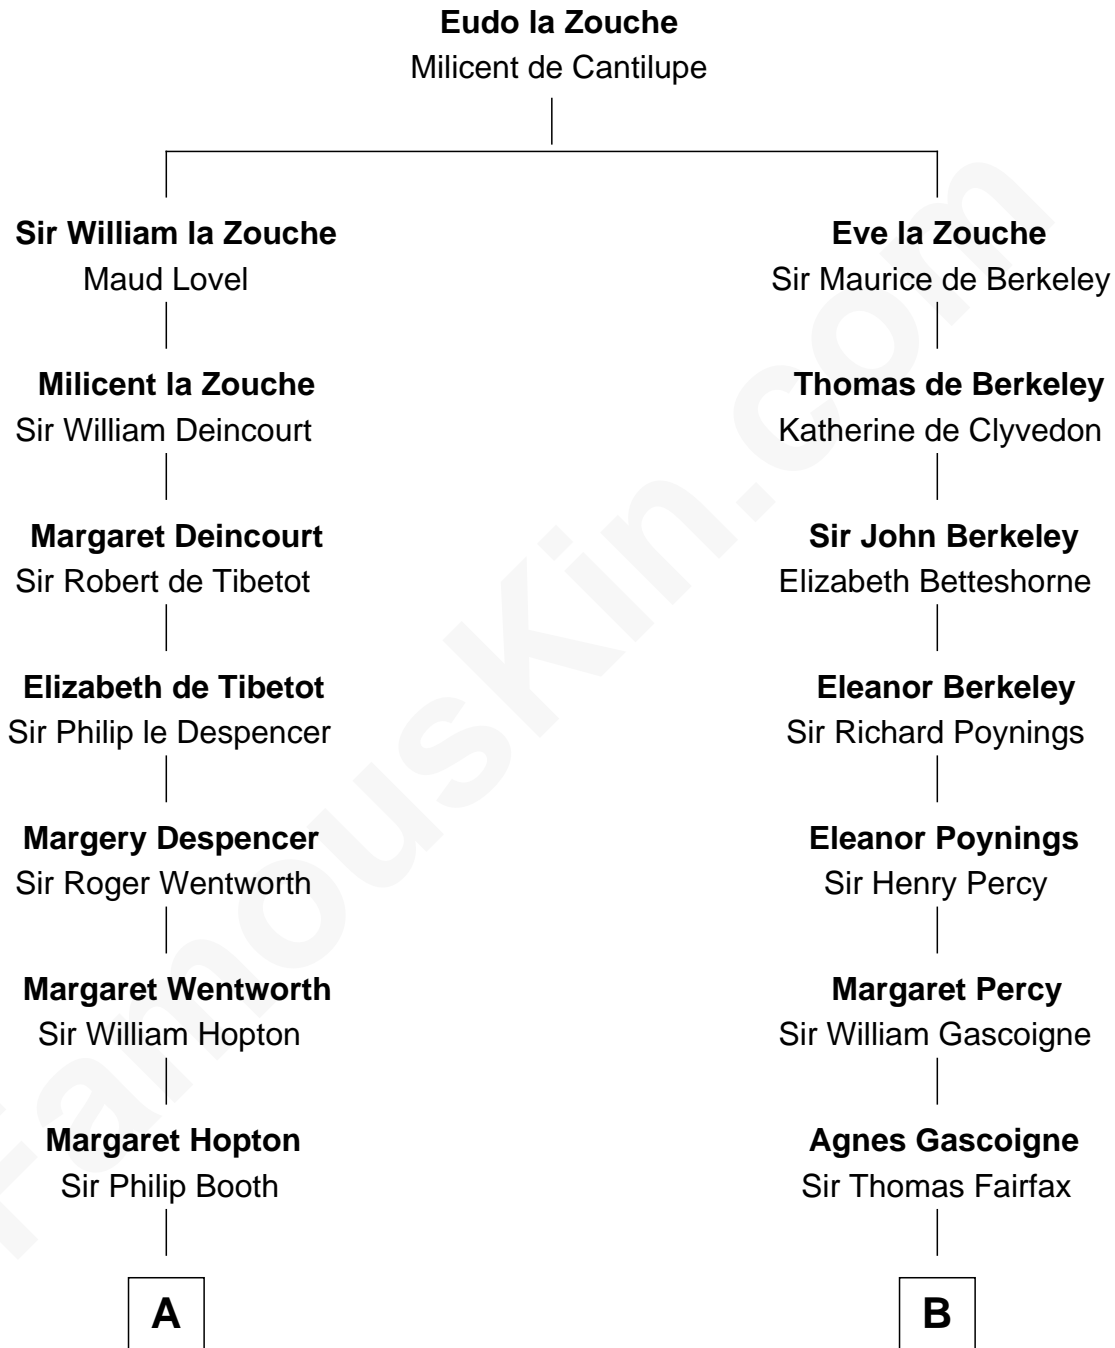 Eudo la Zouche
Milicent de Cantilupe
Sir William la Zouche
Maud Lovel
Milicent la Zouche
Sir William Deincourt
Margaret Deincourt
Sir Robert de Tibetot
Elizabeth de Tibetot
Sir Philip le Despencer
Margery Despencer
Sir Roger Wentworth
Margaret Wentworth
Sir William Hopton
Margaret Hopton
Sir Philip Booth
A
Eve la Zouche
Sir Maurice de Berkeley
Thomas de Berkeley
Katherine de Clyvedon
Sir John Berkeley
Elizabeth Betteshorne
Eleanor Berkeley
Sir Richard Poynings
Eleanor Poynings
Sir Henry Percy
Margaret Percy
Sir William Gascoigne
Agnes Gascoigne
Sir Thomas Fairfax
B
FamousKin.com